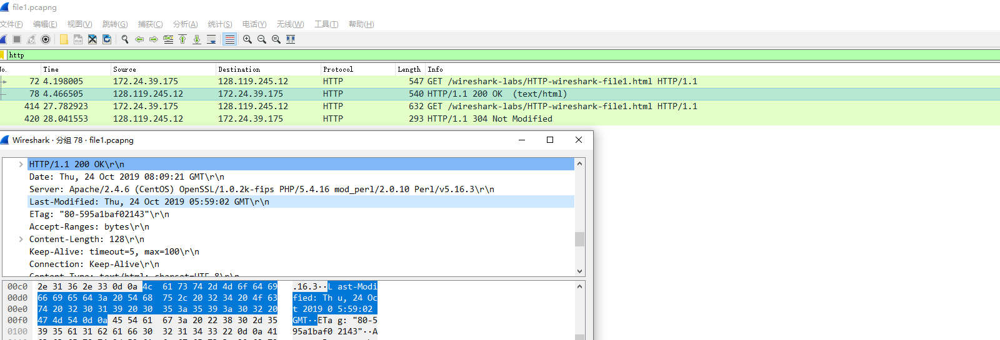 file1.pcapng
文件(F) 编辑(E) 视图(V) 跳转(G) 捕获(C) 分析(A) 统计(S) 电话(Y) 无线(W) 工具(T) 帮助(H)
http
No. Time Source Destination Protocol Length Info
72 4.198005 172.24.39.175 128.119.245.12 HTTP 547 GET /wireshark-labs/HTTP-wireshark-file1.html HTTP/1.1
78 4.466505 128.119.245.12 172.24.39.175 HTTP 540 HTTP/1.1 200 OK (text/html)
414 27.782923 172.24.39.175 128.119.245.12 HTTP 632 GET /wireshark-labs/HTTP-wireshark-file1.html HTTP/1.1
420 28.041553 128.119.245.12 172.24.39.175 HTTP 293 HTTP/1.1 304 Not Modified
Wireshark · 分组 78 · file1.pcapng
HTTP/1.1 200 OK\r\n
Date: Thu, 24 Oct 2019 08:09:21 GMT\r\n
Server: Apache/2.4.6 (CentOS) OpenSSL/1.0.2k-fips PHP/5.4.16 mod_perl/2.0.10 Perl/v5.16.3\r\n
Last-Modified: Thu, 24 Oct 2019 05:59:02 GMT\r\n
ETag: "80-595a1baf02143"\r\n
Accept-Ranges: bytes\r\n
Content-Length: 128\r\n
Keep-Alive: timeout=5, max=100\r\n
Connection: Keep-Alive\r\n
Content-Type: text/html; charset=UTF-8\r\n
00c0 2e 31 36 2e 33 0d 0a 4c 61 73 74 2d 4d 6f 64 69 .16.3··L ast-Modi
00d0 66 69 65 64 3a 20 54 68 75 2c 20 32 34 20 4f 63 fied: Th u, 24 Oc
00e0 74 20 32 30 31 39 20 30 35 3a 35 39 3a 30 32 20 t 2019 0 5:59:02
00f0 47 4d 54 0d 0a 45 54 61 67 3a 20 22 38 30 2d 35 GMT··ETa g: "80-5
0100 39 35 61 31 62 61 66 30 32 31 34 33 22 0d 0a 41 95a1baf0 2143"··A